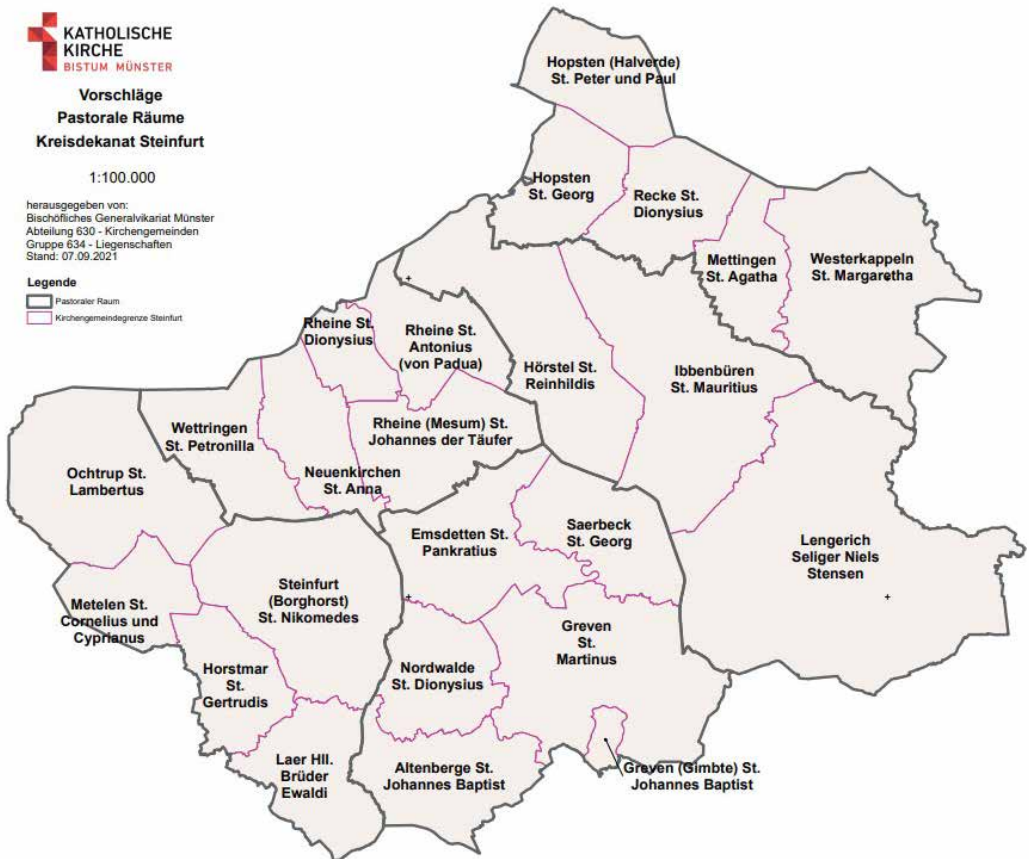 KATHOLISCHE
KIRCHE
BISTUM MÜNSTER
Vorschläge
Pastorale Räume
Kreisdekanat Steinfurt
1:100.000
herausgegeben von:
Bischöfliches Generalvikariat Münster
Abteilung 630 - Kirchengemeinden
Gruppe 634 - Liegenschaften
Stand: 07.09.2021
Legende
Pastoraler Raum
Kirchengemeindegrenze Steinfurt
Hopsten (Halverde)
St. Peter und Paul
Hopsten
St. Georg
Recke St.
Dionysius
Mettingen
St. Agatha
Westerkappeln
St. Margaretha
Rheine St.
Dionysius
Rheine St.
Antonius
(von Padua)
Hörstel St.
Reinhildis
Ibbenbüren
St. Mauritius
Wettringen
St. Petronilla
Rheine (Mesum) St.
Johannes der Täufer
Neuenkirchen
St. Anna
Ochtrup St.
Lambertus
Emsdetten St.
Pankratius
Saerbeck
St. Georg
Lengerich
Seliger Niels
Stensen
Steinfurt
(Borghorst)
St. Nikomedes
Metelen St.
Cornelius und
Cyprianus
Greven
St.
Martinus
Horstmar
St.
Gertrudis
Nordwalde
St. Dionysius
Laer Hll.
Brüder
Ewaldi
Altenberge St.
Johannes Baptist
Greven (Gimbte) St.
Johannes Baptist